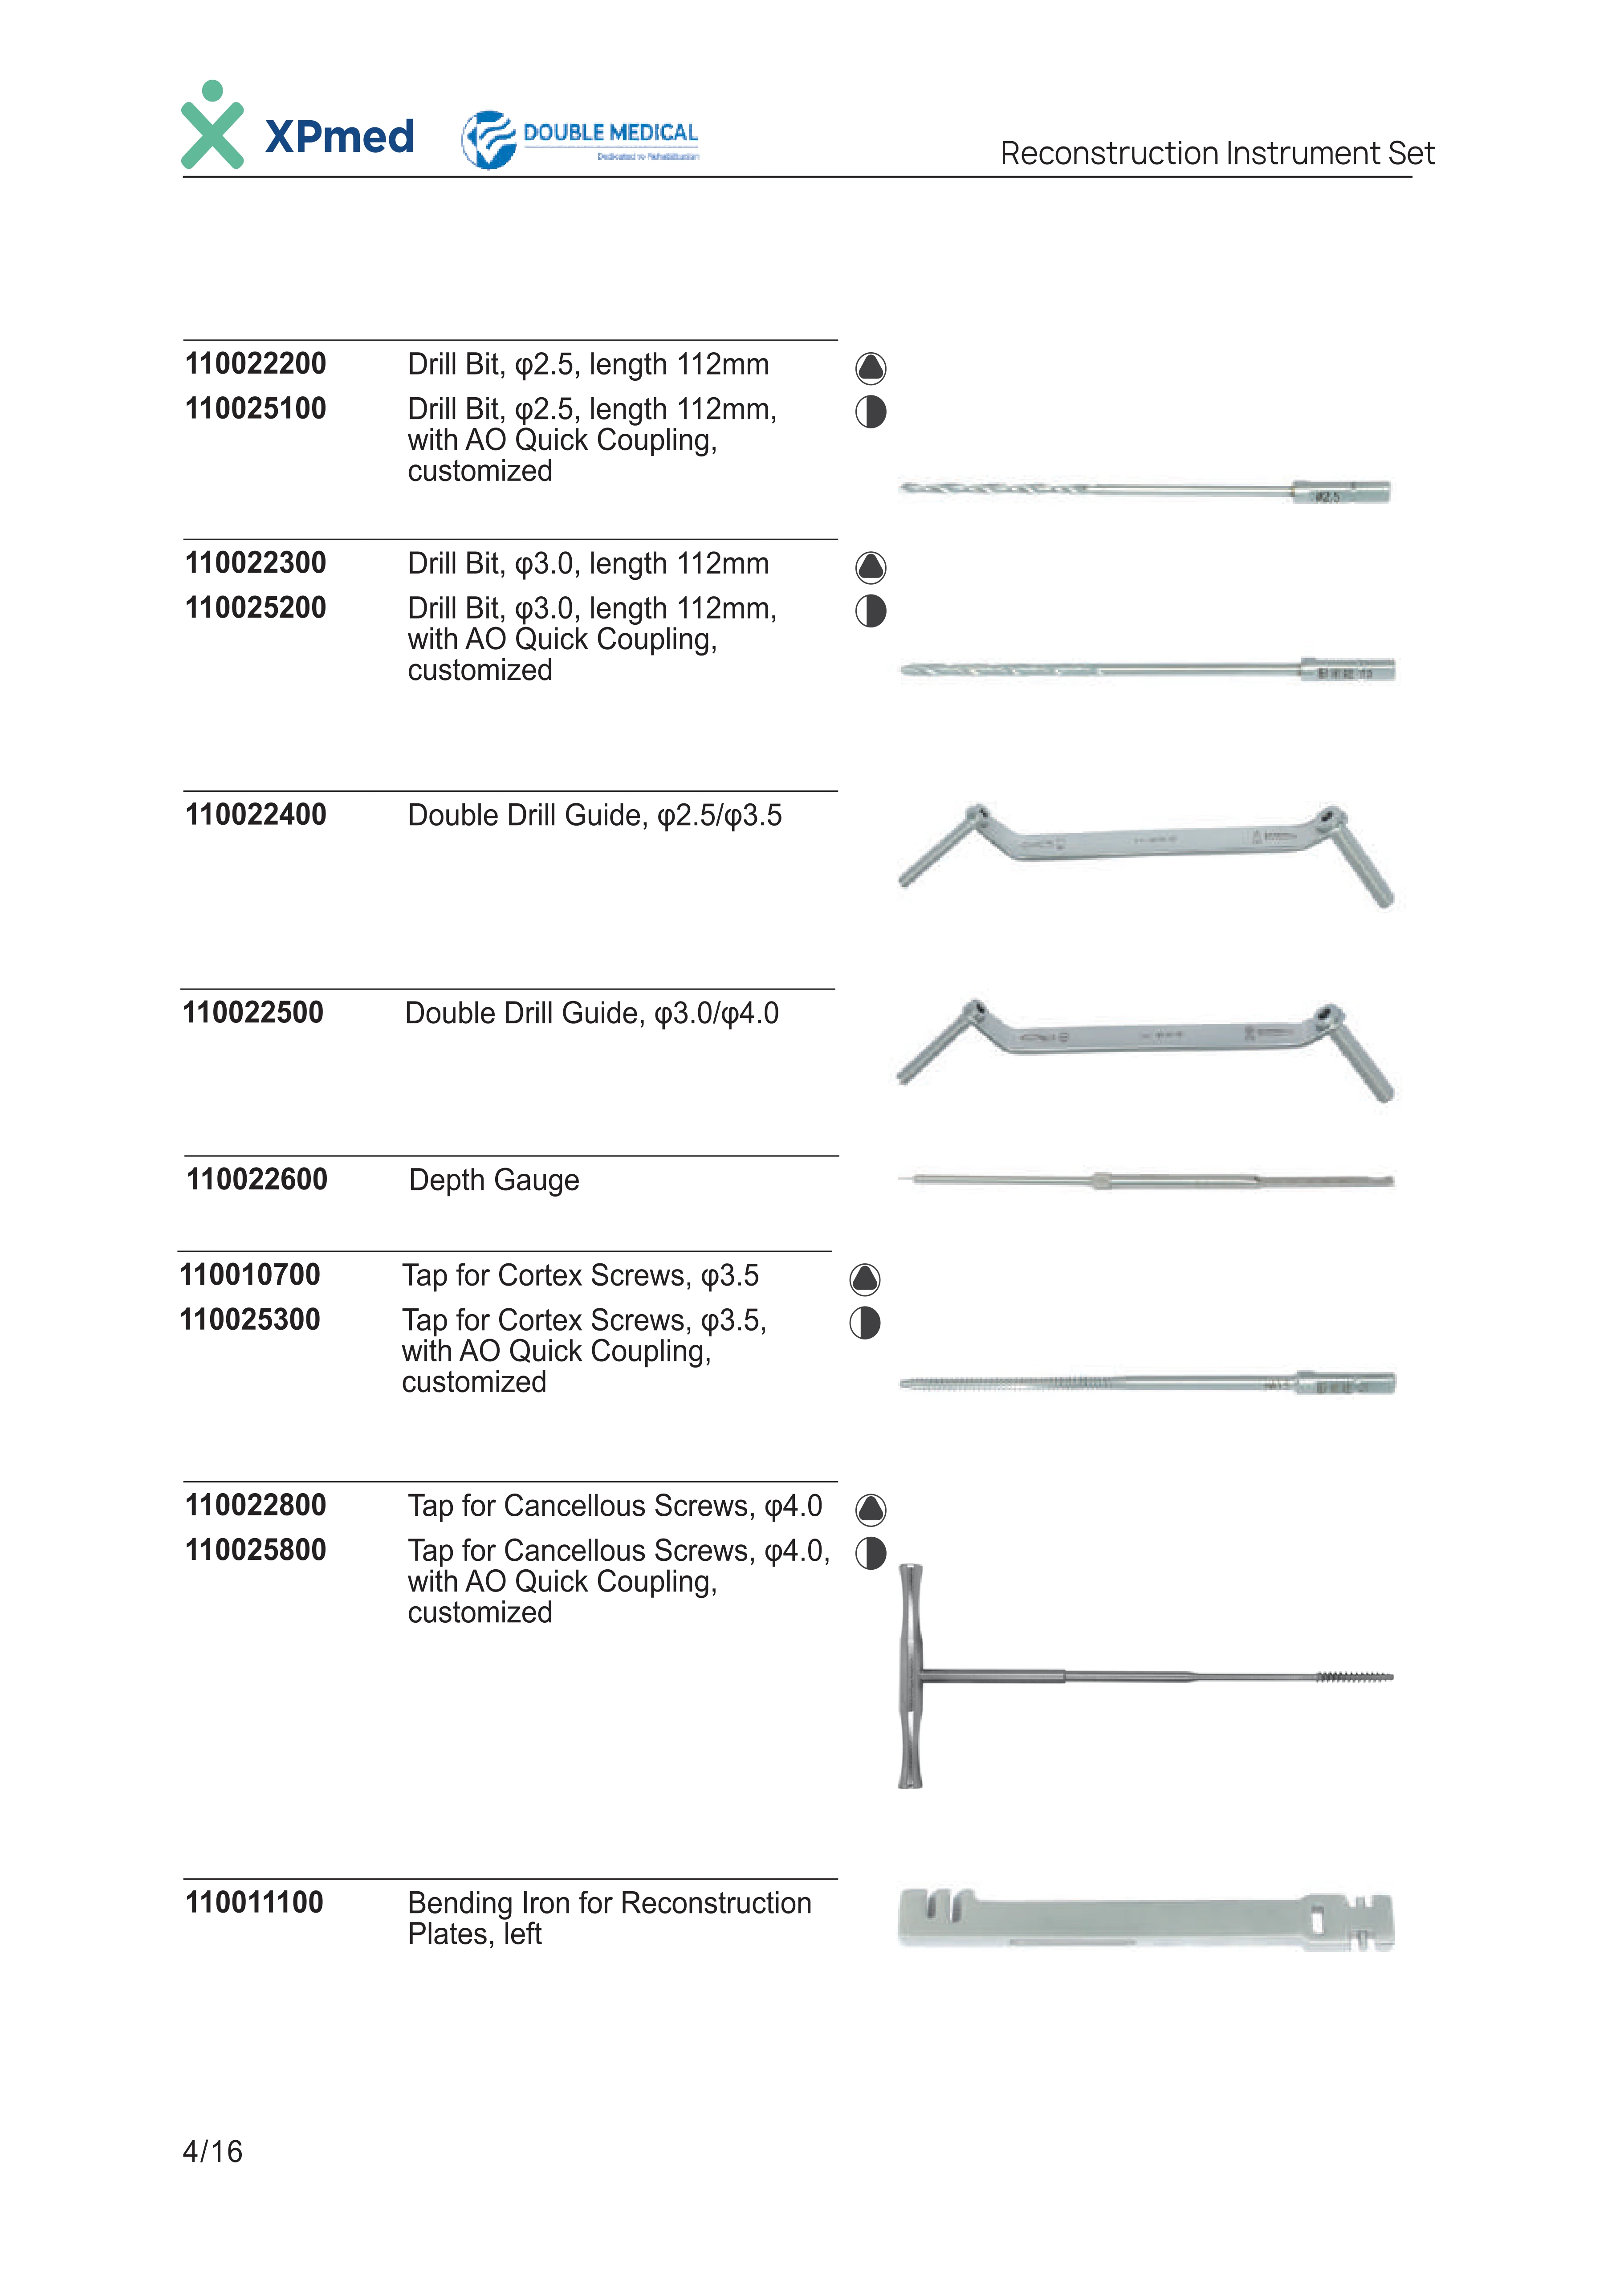 XPmed
DOUBLE MEDICAL
Dedicated to Rehabilitation
Reconstruction Instrument Set
110022200 Drill Bit, φ2.5, length 112mm
110025100 Drill Bit, φ2.5, length 112mm,
with AO Quick Coupling,
customized
ø2.5
110022300 Drill Bit, φ3.0, length 112mm
110025200 Drill Bit, φ3.0, length 112mm,
with AO Quick Coupling,
customized
110022400 Double Drill Guide, φ2.5/φ3.5
110022500 Double Drill Guide, φ3.0/φ4.0
110022600 Depth Gauge
110010700 Tap for Cortex Screws, φ3.5
110025300 Tap for Cortex Screws, φ3.5,
with AO Quick Coupling,
customized
110022800 Tap for Cancellous Screws, φ4.0
110025800 Tap for Cancellous Screws, φ4.0,
with AO Quick Coupling,
customized
110011100 Bending Iron for Reconstruction
Plates, left
4/16